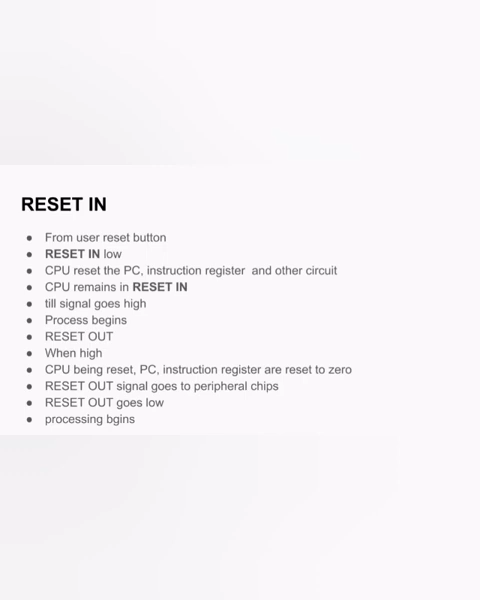 RESET IN
● From user reset button
● RESET IN low
● CPU reset the PC, instruction register  and other circuit
● CPU remains in RESET IN
● till signal goes high
● Process begins
● RESET OUT
● When high
● CPU being reset, PC, instruction register are reset to zero
● RESET OUT signal goes to peripheral chips
● RESET OUT goes low
● processing bgins